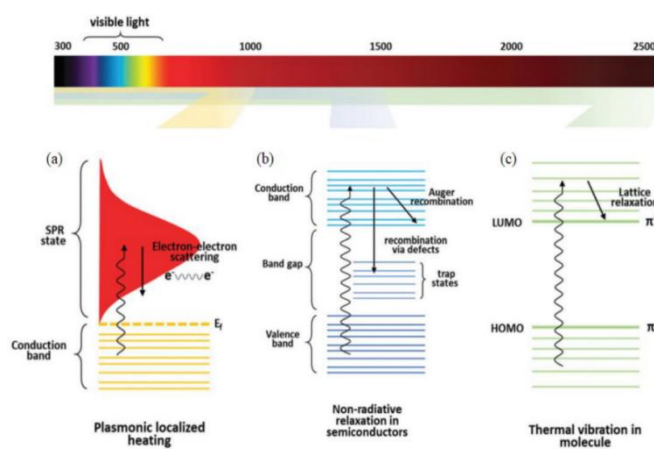 visible light
300 500 1000 1500 2000 2500
(a)
SPR
state
Electron-electron
scattering
e⁻ e⁻
Ef
Conduction
band
Plasmonic localized
heating
(b)
Conduction
band
Auger
recombination
recombination
via defects
Band gap
trap
states
Valence
band
Non-radiative
relaxation in
semiconductors
(c)
Lattice
relaxation
LUMO
π*
HOMO
π
Thermal vibration in
molecule